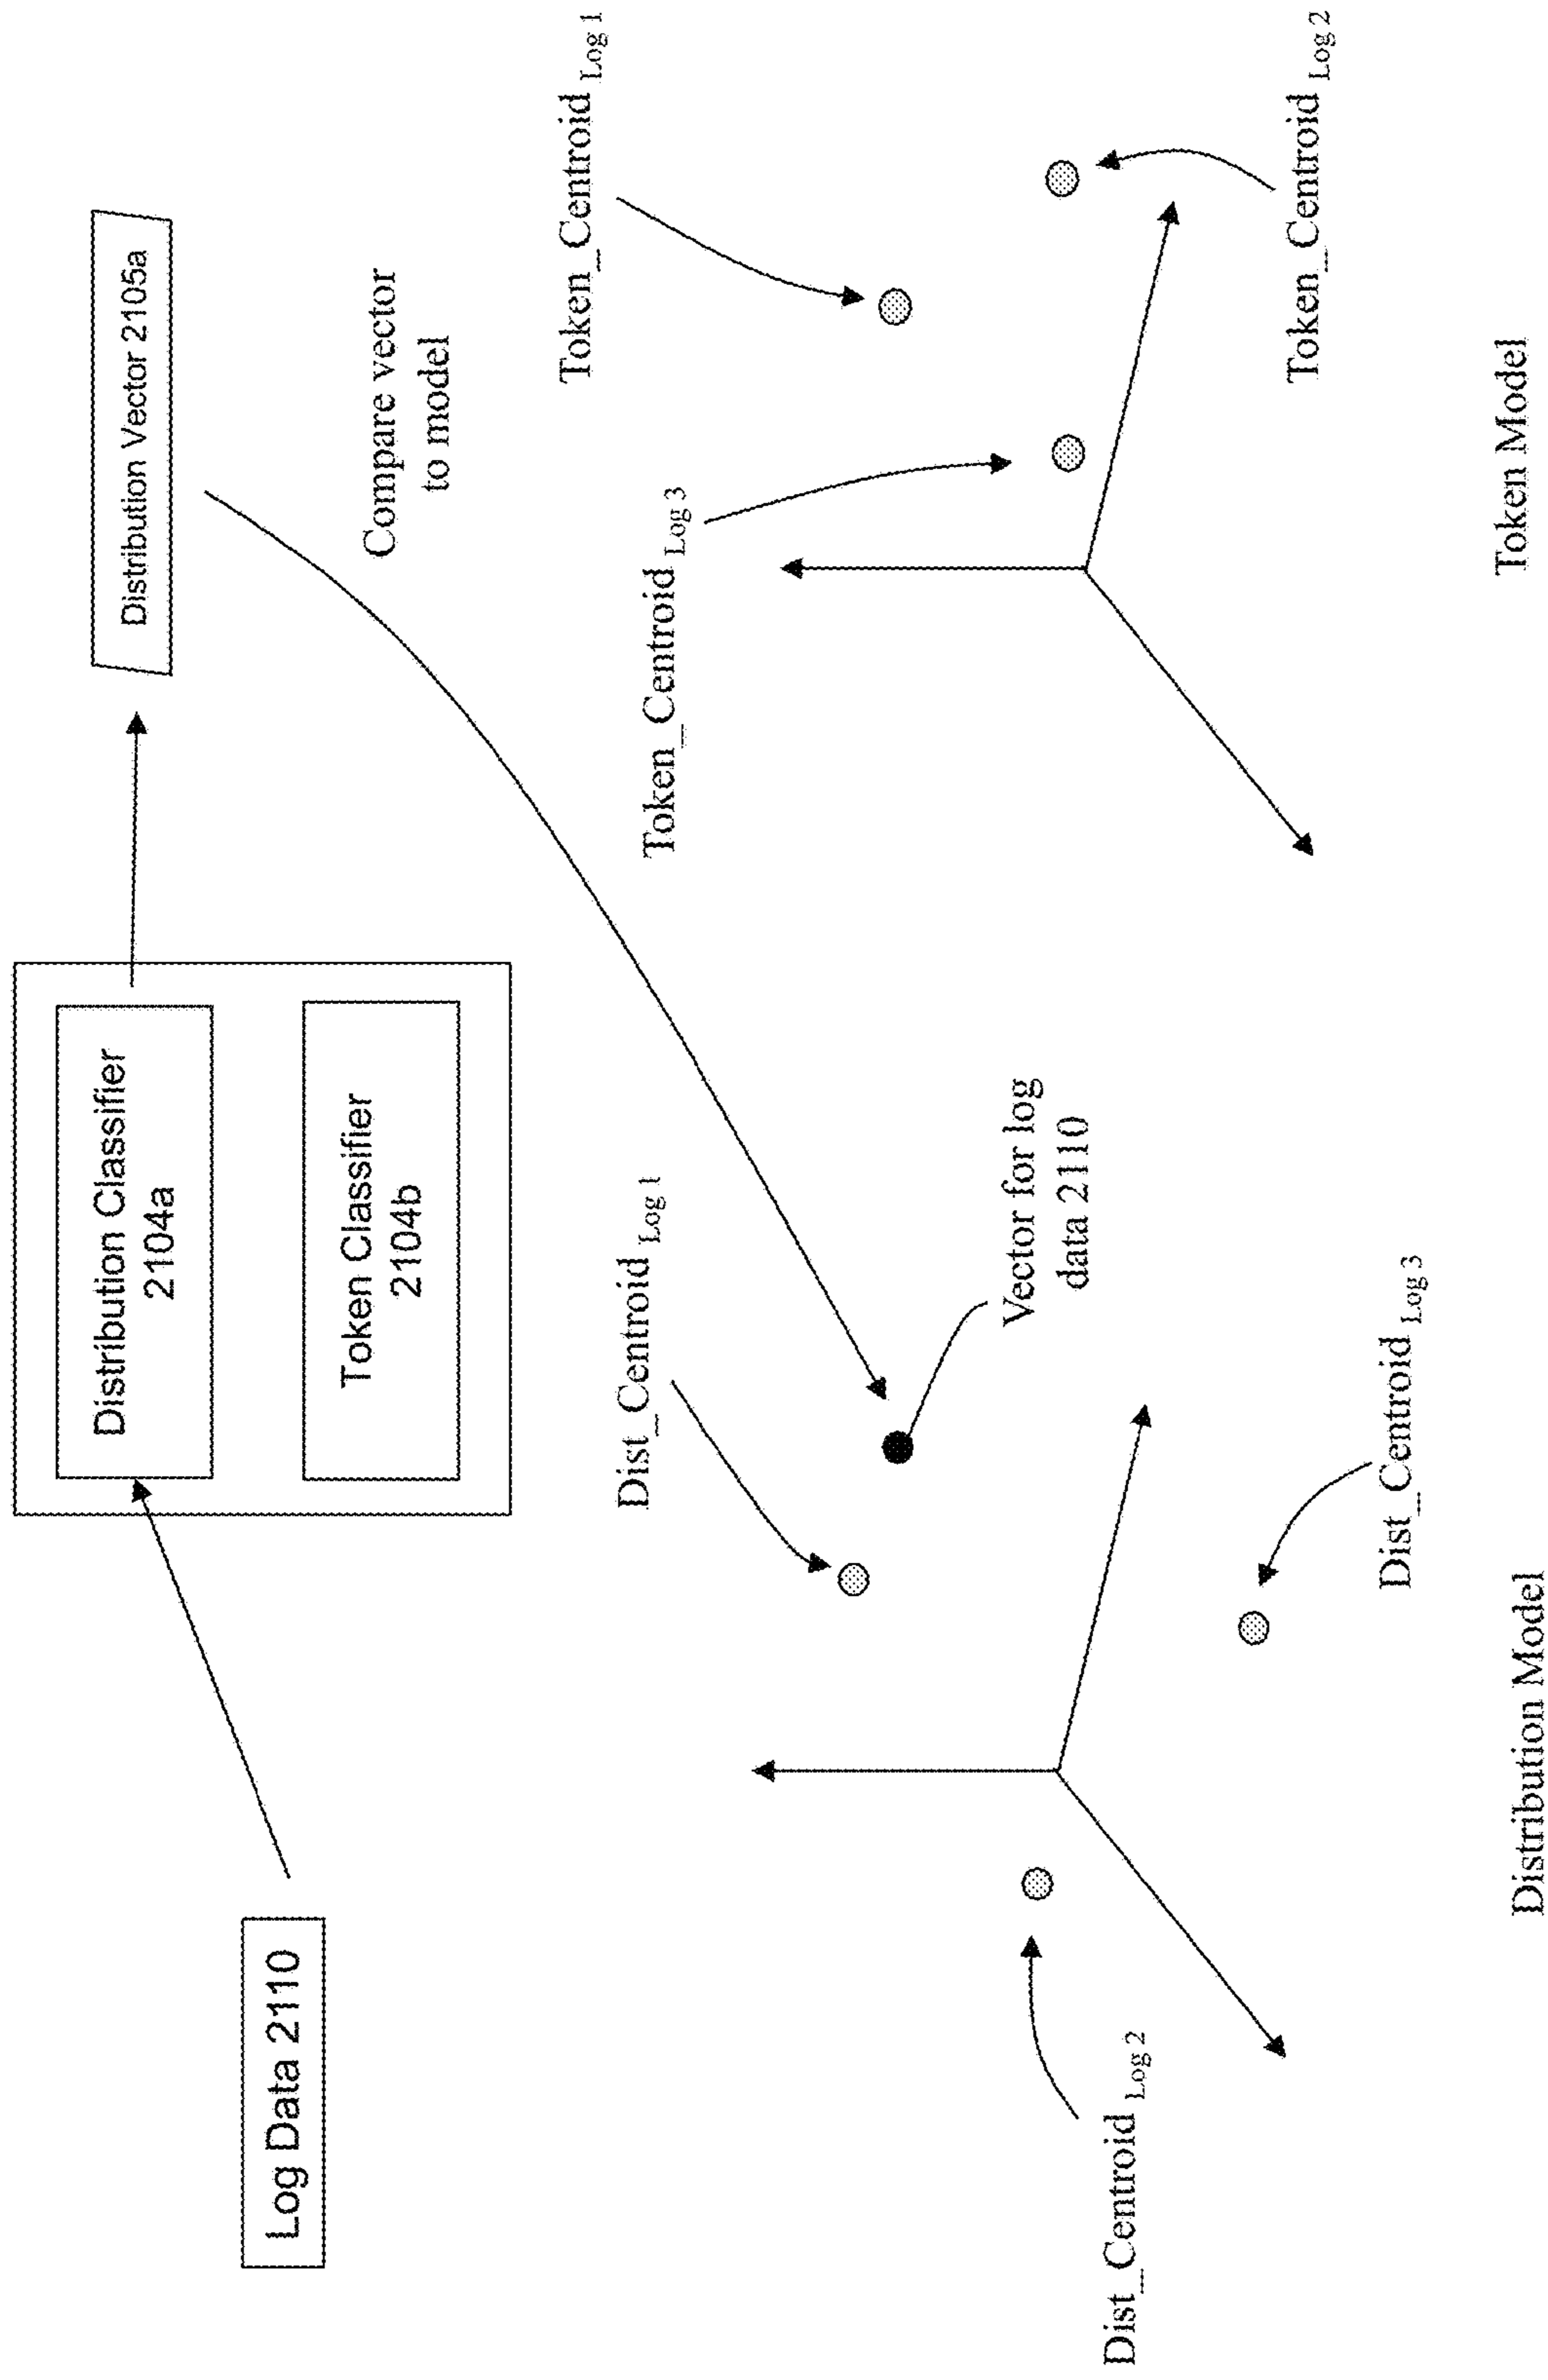 Log Data 2110
Distribution Classifier
2104a
Token Classifier
2104b
Distribution Vector 2105a
Compare vector
to model
Dist_Centroid Log 1
Vector for log
data 2110
Dist_Centroid Log 2
Dist_Centroid Log 3
Distribution Model
Token_Centroid Log 1
Token_Centroid Log 3
Token_Centroid Log 2
Token Model